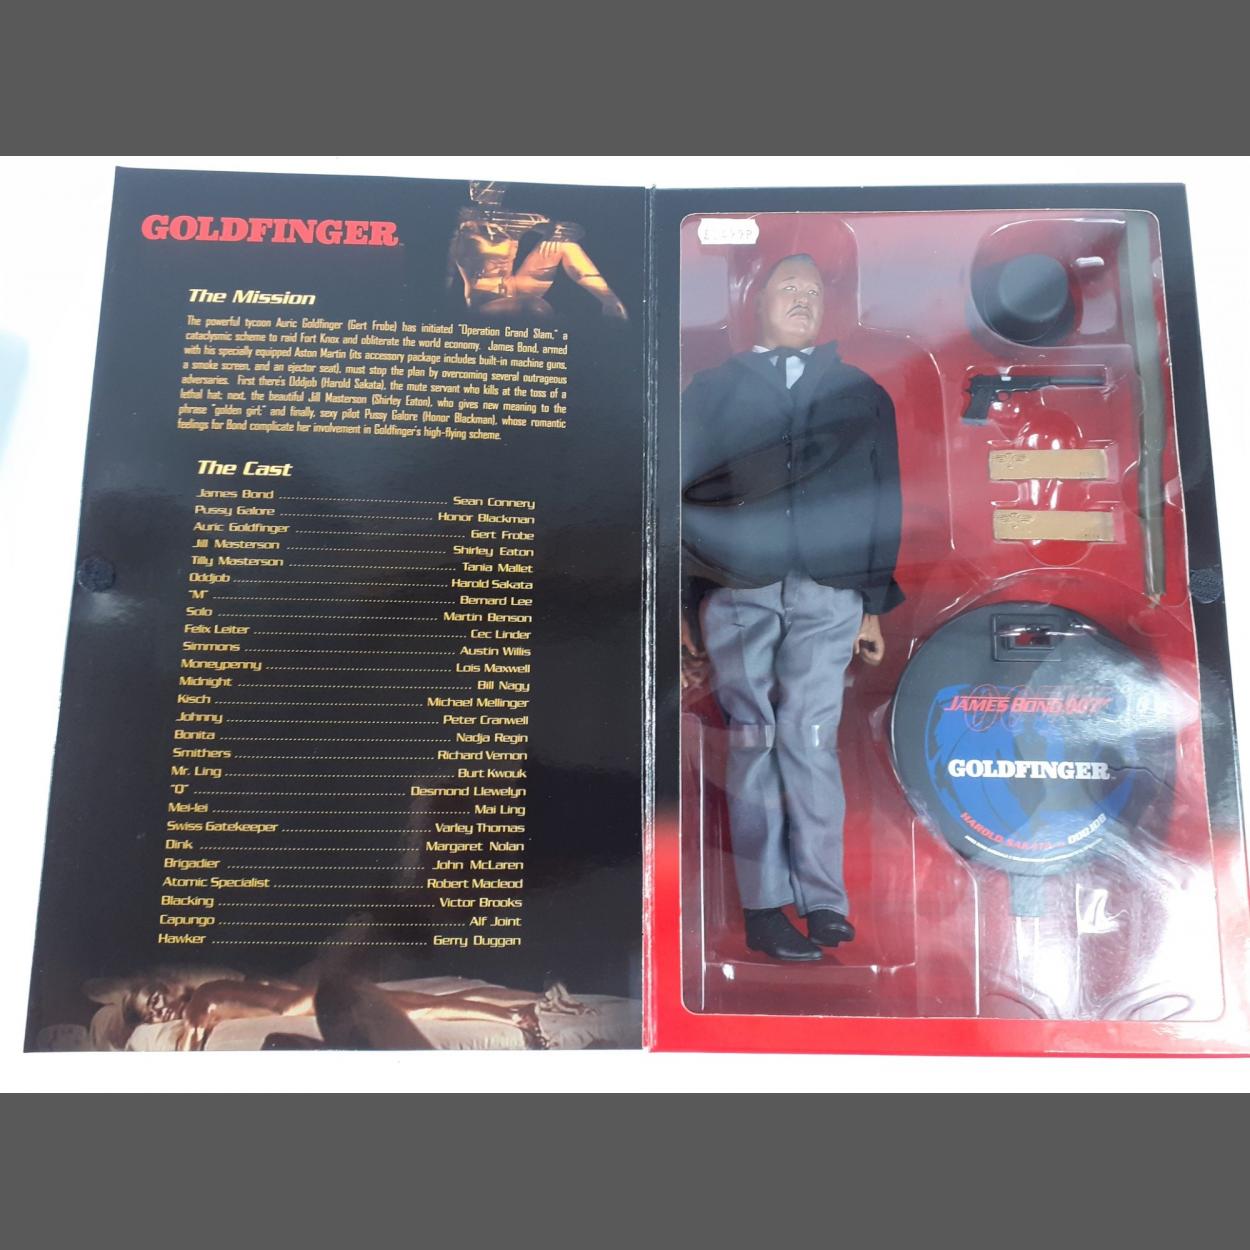 GOLDFINGER
The Mission
The powerful tycoon Auric Goldfinger (Gert Frobe) has initiated "Operation Grand Slam," a
cataclysmic scheme to raid Fort Knox and obliterate the world economy. James Bond, armed
with his specially equipped Aston Martin (its accessory package includes built-in machine guns,
a smoke screen, and an ejector seat), must stop the plan by overcoming several outrageous
adversaries. First there's Oddjob (Harold Sakata), the mute servant who kills at the toss of a
lethal hat; next, the beautiful Jill Masterson (Shirley Eaton), who gives new meaning to the
phrase "golden girl;" and finally, sexy pilot Pussy Galore (Honor Blackman), whose romantic
feelings for Bond complicate her involvement in Goldfinger's high-flying scheme.
The Cast
James Bond Sean Connery
Pussy Galore Honor Blackman
Auric Goldfinger Gert Frobe
Jill Masterson Shirley Eaton
Tilly Masterson Tania Mallet
Oddjob Harold Sakata
"M" Bernard Lee
Solo Martin Benson
Felix Leiter Cec Linder
Simmons Austin Willis
Moneypenny Lois Maxwell
Midnight Bill Nagy
Kisch Michael Mellinger
Johnny Peter Cranwell
Bonita Nadja Regin
Smithers Richard Vernon
Mr. Ling Burt Kwouk
"Q" Desmond Llewelyn
Mei-lei Mai Ling
Swiss Gatekeeper Varley Thomas
Dink Margaret Nolan
Brigadier John McLaren
Atomic Specialist Robert Macleod
Blacking Victor Brooks
Capungo Alf Joint
Hawker Gerry Duggan
JAMES BOND 007
GOLDFINGER
HAROLD SAKATA as ODDJOB